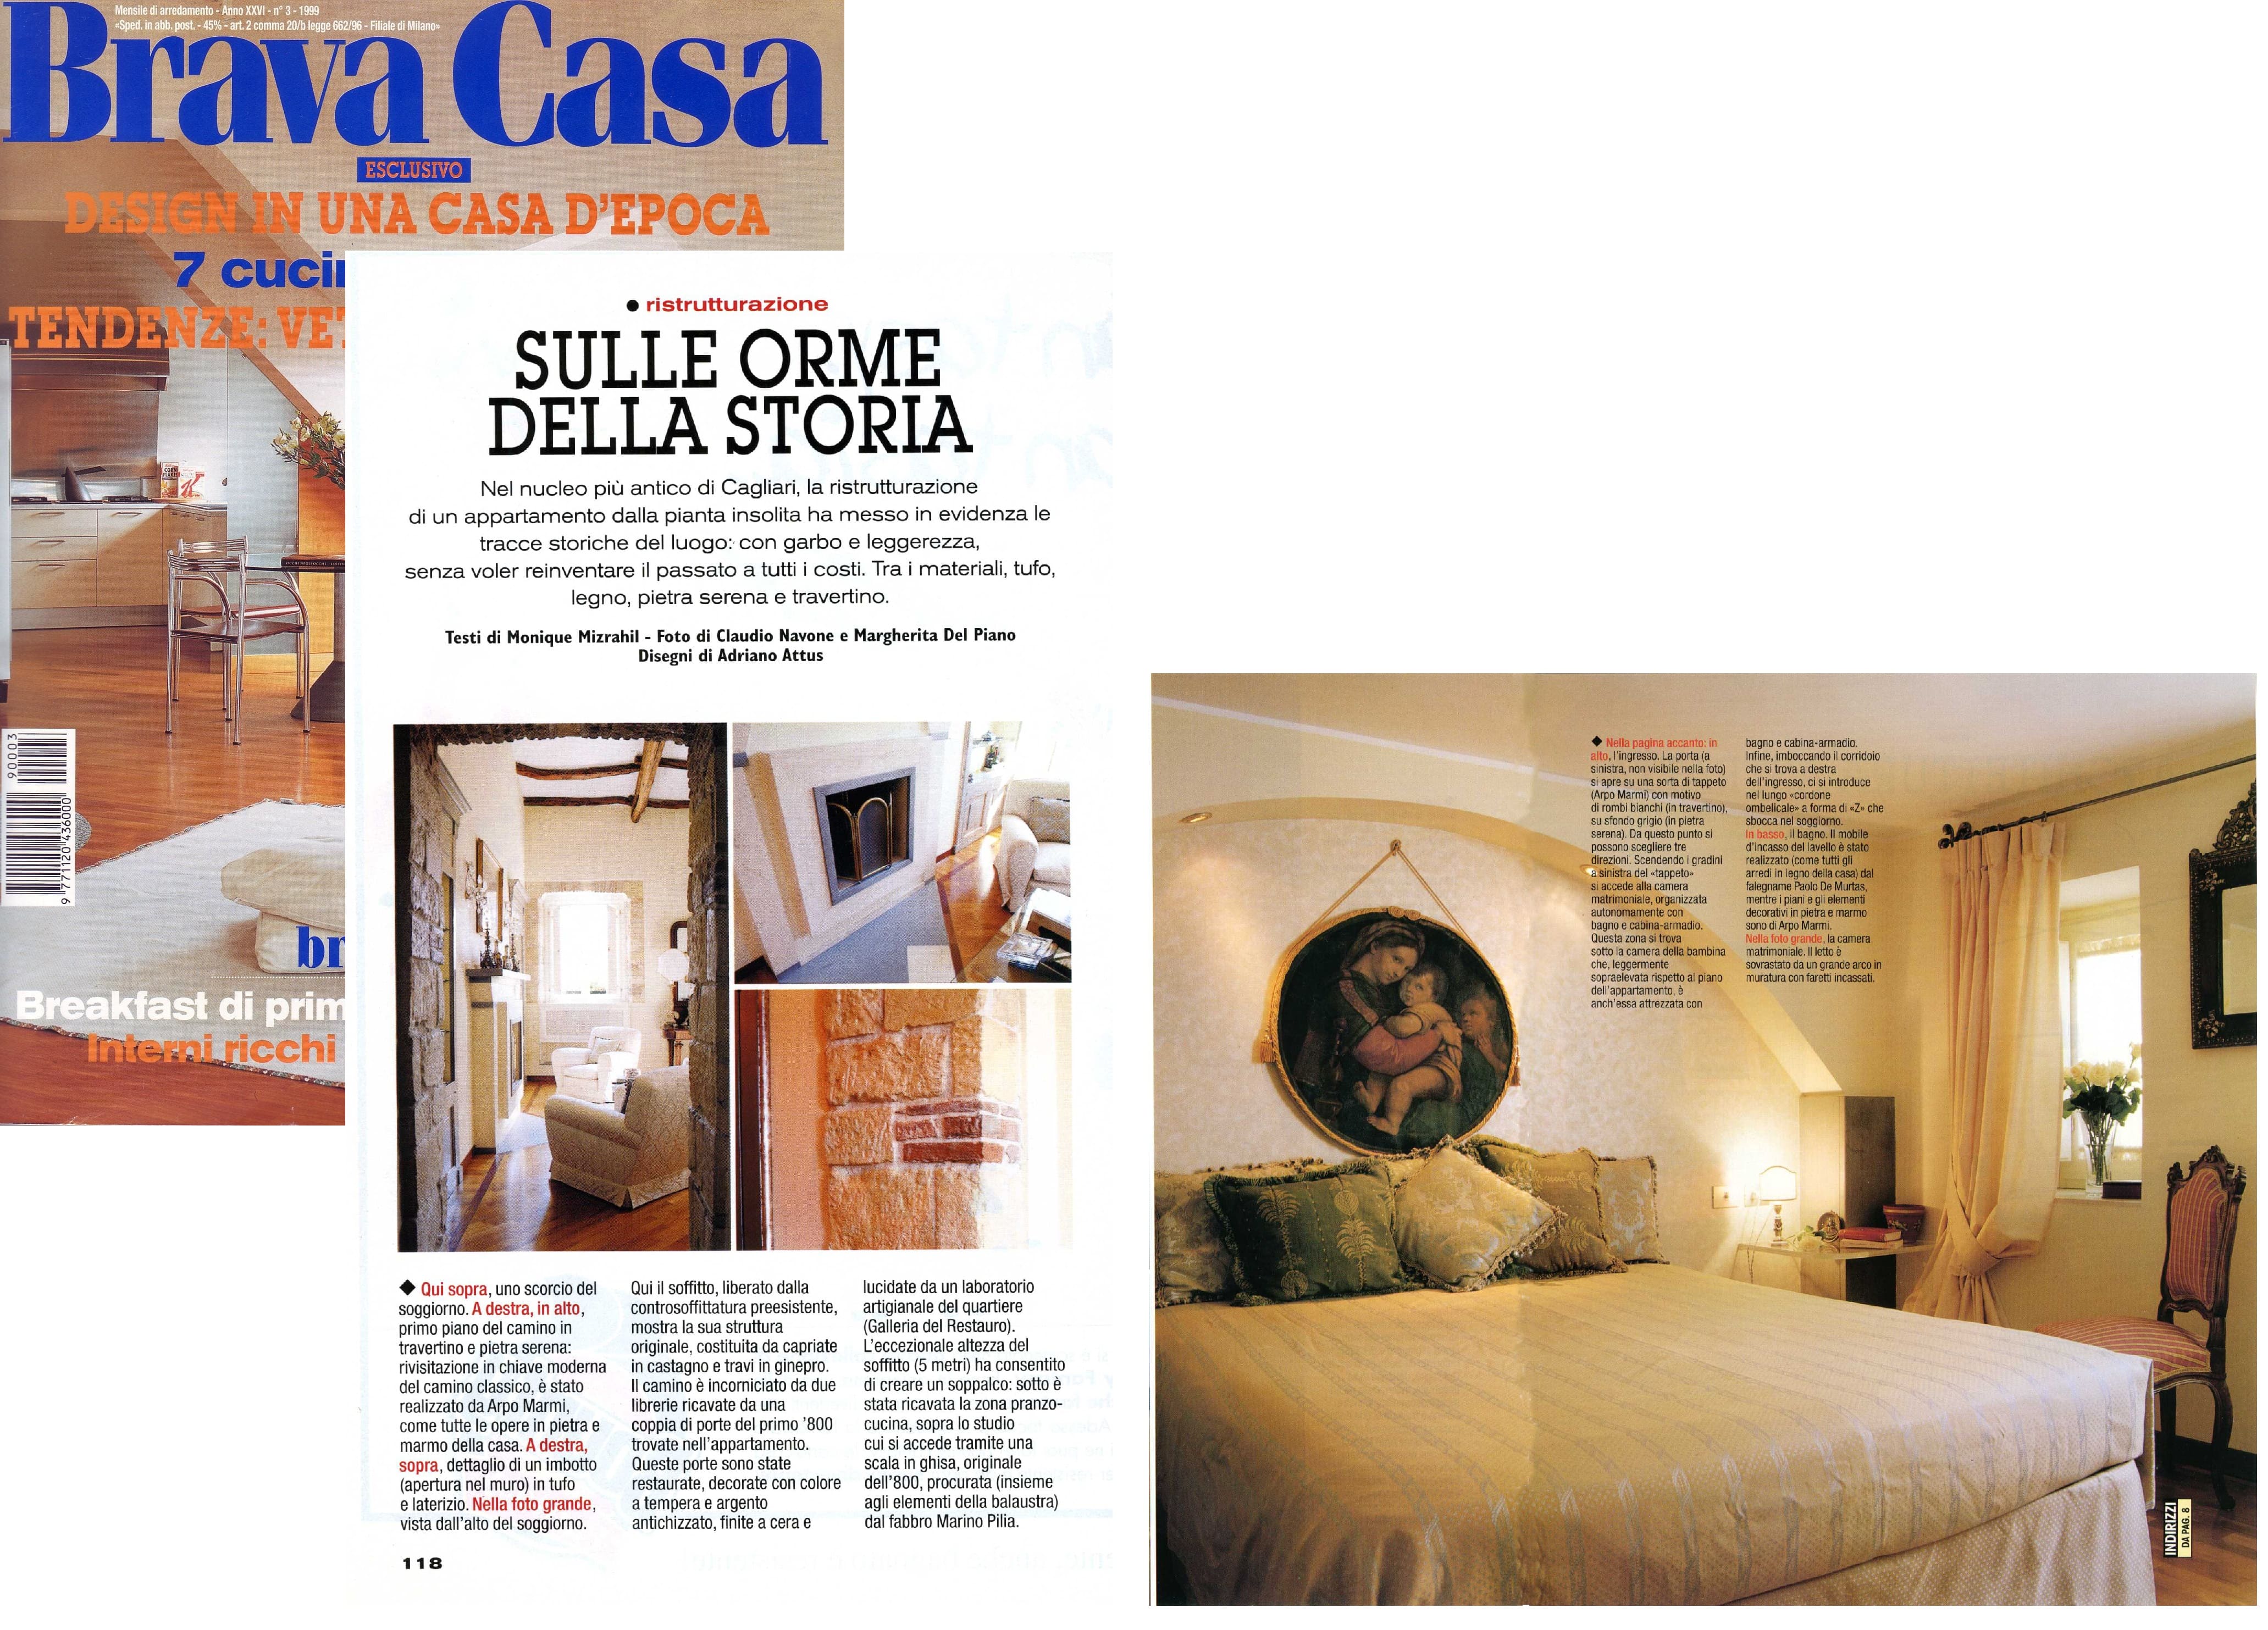 Mensile di arredamento - Anno XXVI - n° 3 - 1999
«Sped. in abb. post. - 45% - art. 2 comma 20/b legge 662/96 - Filiale di Milano»
Brava Casa
ESCLUSIVO
DESIGN IN UNA CASA D'EPOCA
7
TENDENZE:
90003
9 771120 436000
Breakfast di
Interni ricchi
• ristrutturazione
SULLE ORME
DELLA STORIA
Nel nucleo più antico di Cagliari, la ristrutturazione
di un appartamento dalla pianta insolita ha messo in evidenza le
tracce storiche del luogo: con garbo e leggerezza,
senza voler reinventare il passato a tutti i costi. Tra i materiali, tufo,
legno, pietra serena e travertino.
Testi di Monique Mizrahil - Foto di Claudio Navone e Margherita Del Piano
Disegni di Adriano Attus
◆ Qui sopra, uno scorcio del
soggiorno. A destra, in alto,
primo piano del camino in
travertino e pietra serena:
rivisitazione in chiave moderna
del camino classico, è stato
realizzato da Arpo Marmi,
come tutte le opere in pietra e
marmo della casa. A destra,
sopra, dettaglio di un imbotto
(apertura nel muro) in tufo
e laterizio. Nella foto grande,
vista dall'alto del soggiorno.
Qui il soffitto, liberato dalla
controsoffittatura preesistente,
mostra la sua struttura
originale, costituita da capriate
in castagno e travi in ginepro.
Il camino è incorniciato da due
librerie ricavate da una
coppia di porte del primo '800
trovate nell'appartamento.
Queste porte sono state
restaurate, decorate con colore
a tempera e argento
antichizzato, finite a cera e
lucidate da un laboratorio
artigianale del quartiere
(Galleria del Restauro).
L'eccezionale altezza del
soffitto (5 metri) ha consentito
di creare un soppalco: sotto è
stata ricavata la zona pranzo-
cucina, sopra lo studio
cui si accede tramite una
scala in ghisa, originale
dell'800, procurata (insieme
agli elementi della balaustra)
dal fabbro Marino Pilia.
118
◆ Nella pagina accanto: in
alto, l'ingresso. La porta (a
sinistra, non visibile nella foto)
si apre su una sorta di tappeto
(Arpo Marmi) con motivo
di rombi bianchi (in travertino),
su sfondo grigio (in pietra
serena). Da questo punto si
possono scegliere tre
direzioni. Scendendo i gradini
a sinistra del «tappeto»
si accede alla camera
matrimoniale, organizzata
autonomamente con
bagno e cabina-armadio.
Questa zona si trova
sotto la camera della bambina
che, leggermente
sopraelevata rispetto al piano
dell'appartamento, è
anch'essa attrezzata con
bagno e cabina-armadio.
Infine, imboccando il corridoio
che si trova a destra
dell'ingresso, ci si introduce
nel lungo «cordone
ombelicale» a forma di «Z» che
sbocca nel soggiorno.
In basso, il bagno. Il mobile
d'incasso del lavello è stato
realizzato (come tutti gli
arredi in legno della casa) dal
falegname Paolo De Murtas,
mentre i piani e gli elementi
decorativi in pietra e marmo
sono di Arpo Marmi.
Nella foto grande, la camera
matrimoniale. Il letto è
sovrastato da un grande arco in
muratura con faretti incassati.
INDIRIZZI
DA PAG. 8